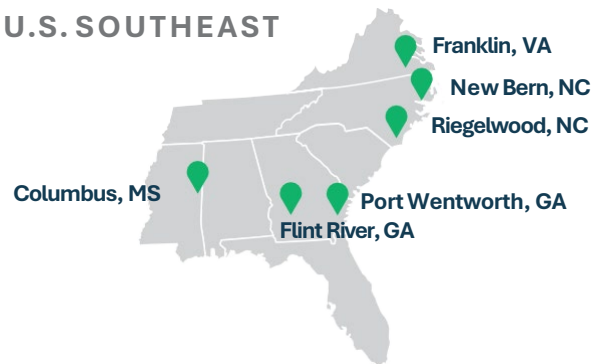 U.S. SOUTHEAST
Franklin, VA
New Bern, NC
Riegelwood, NC
Columbus, MS
Port Wentworth, GA
Flint River, GA